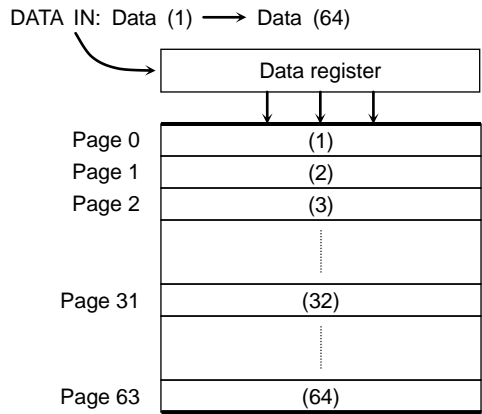 DATA IN: Data (1) ⟶ Data (64)
Data register
Page 0 (1)
Page 1 (2)
Page 2 (3)
Page 31 (32)
Page 63 (64)